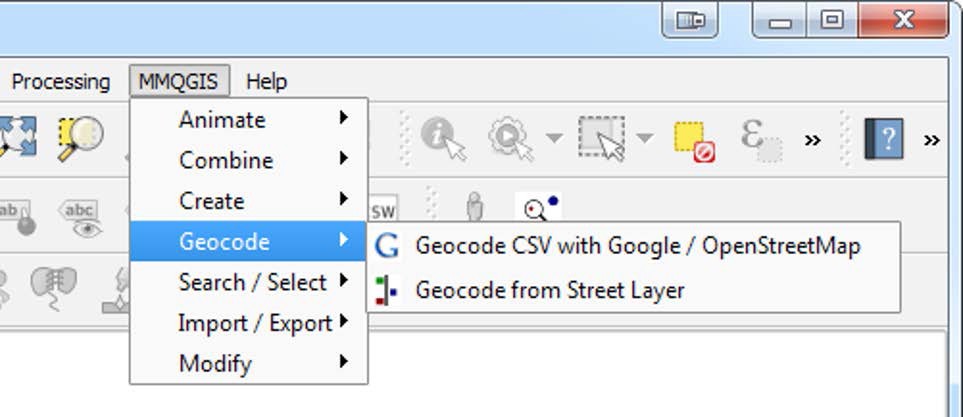 Processing MMQGIS Help
Animate
Combine
Create
Geocode
Search / Select
Import / Export
Modify
Geocode CSV with Google / OpenStreetMap
Geocode from Street Layer
ab
abc
SW